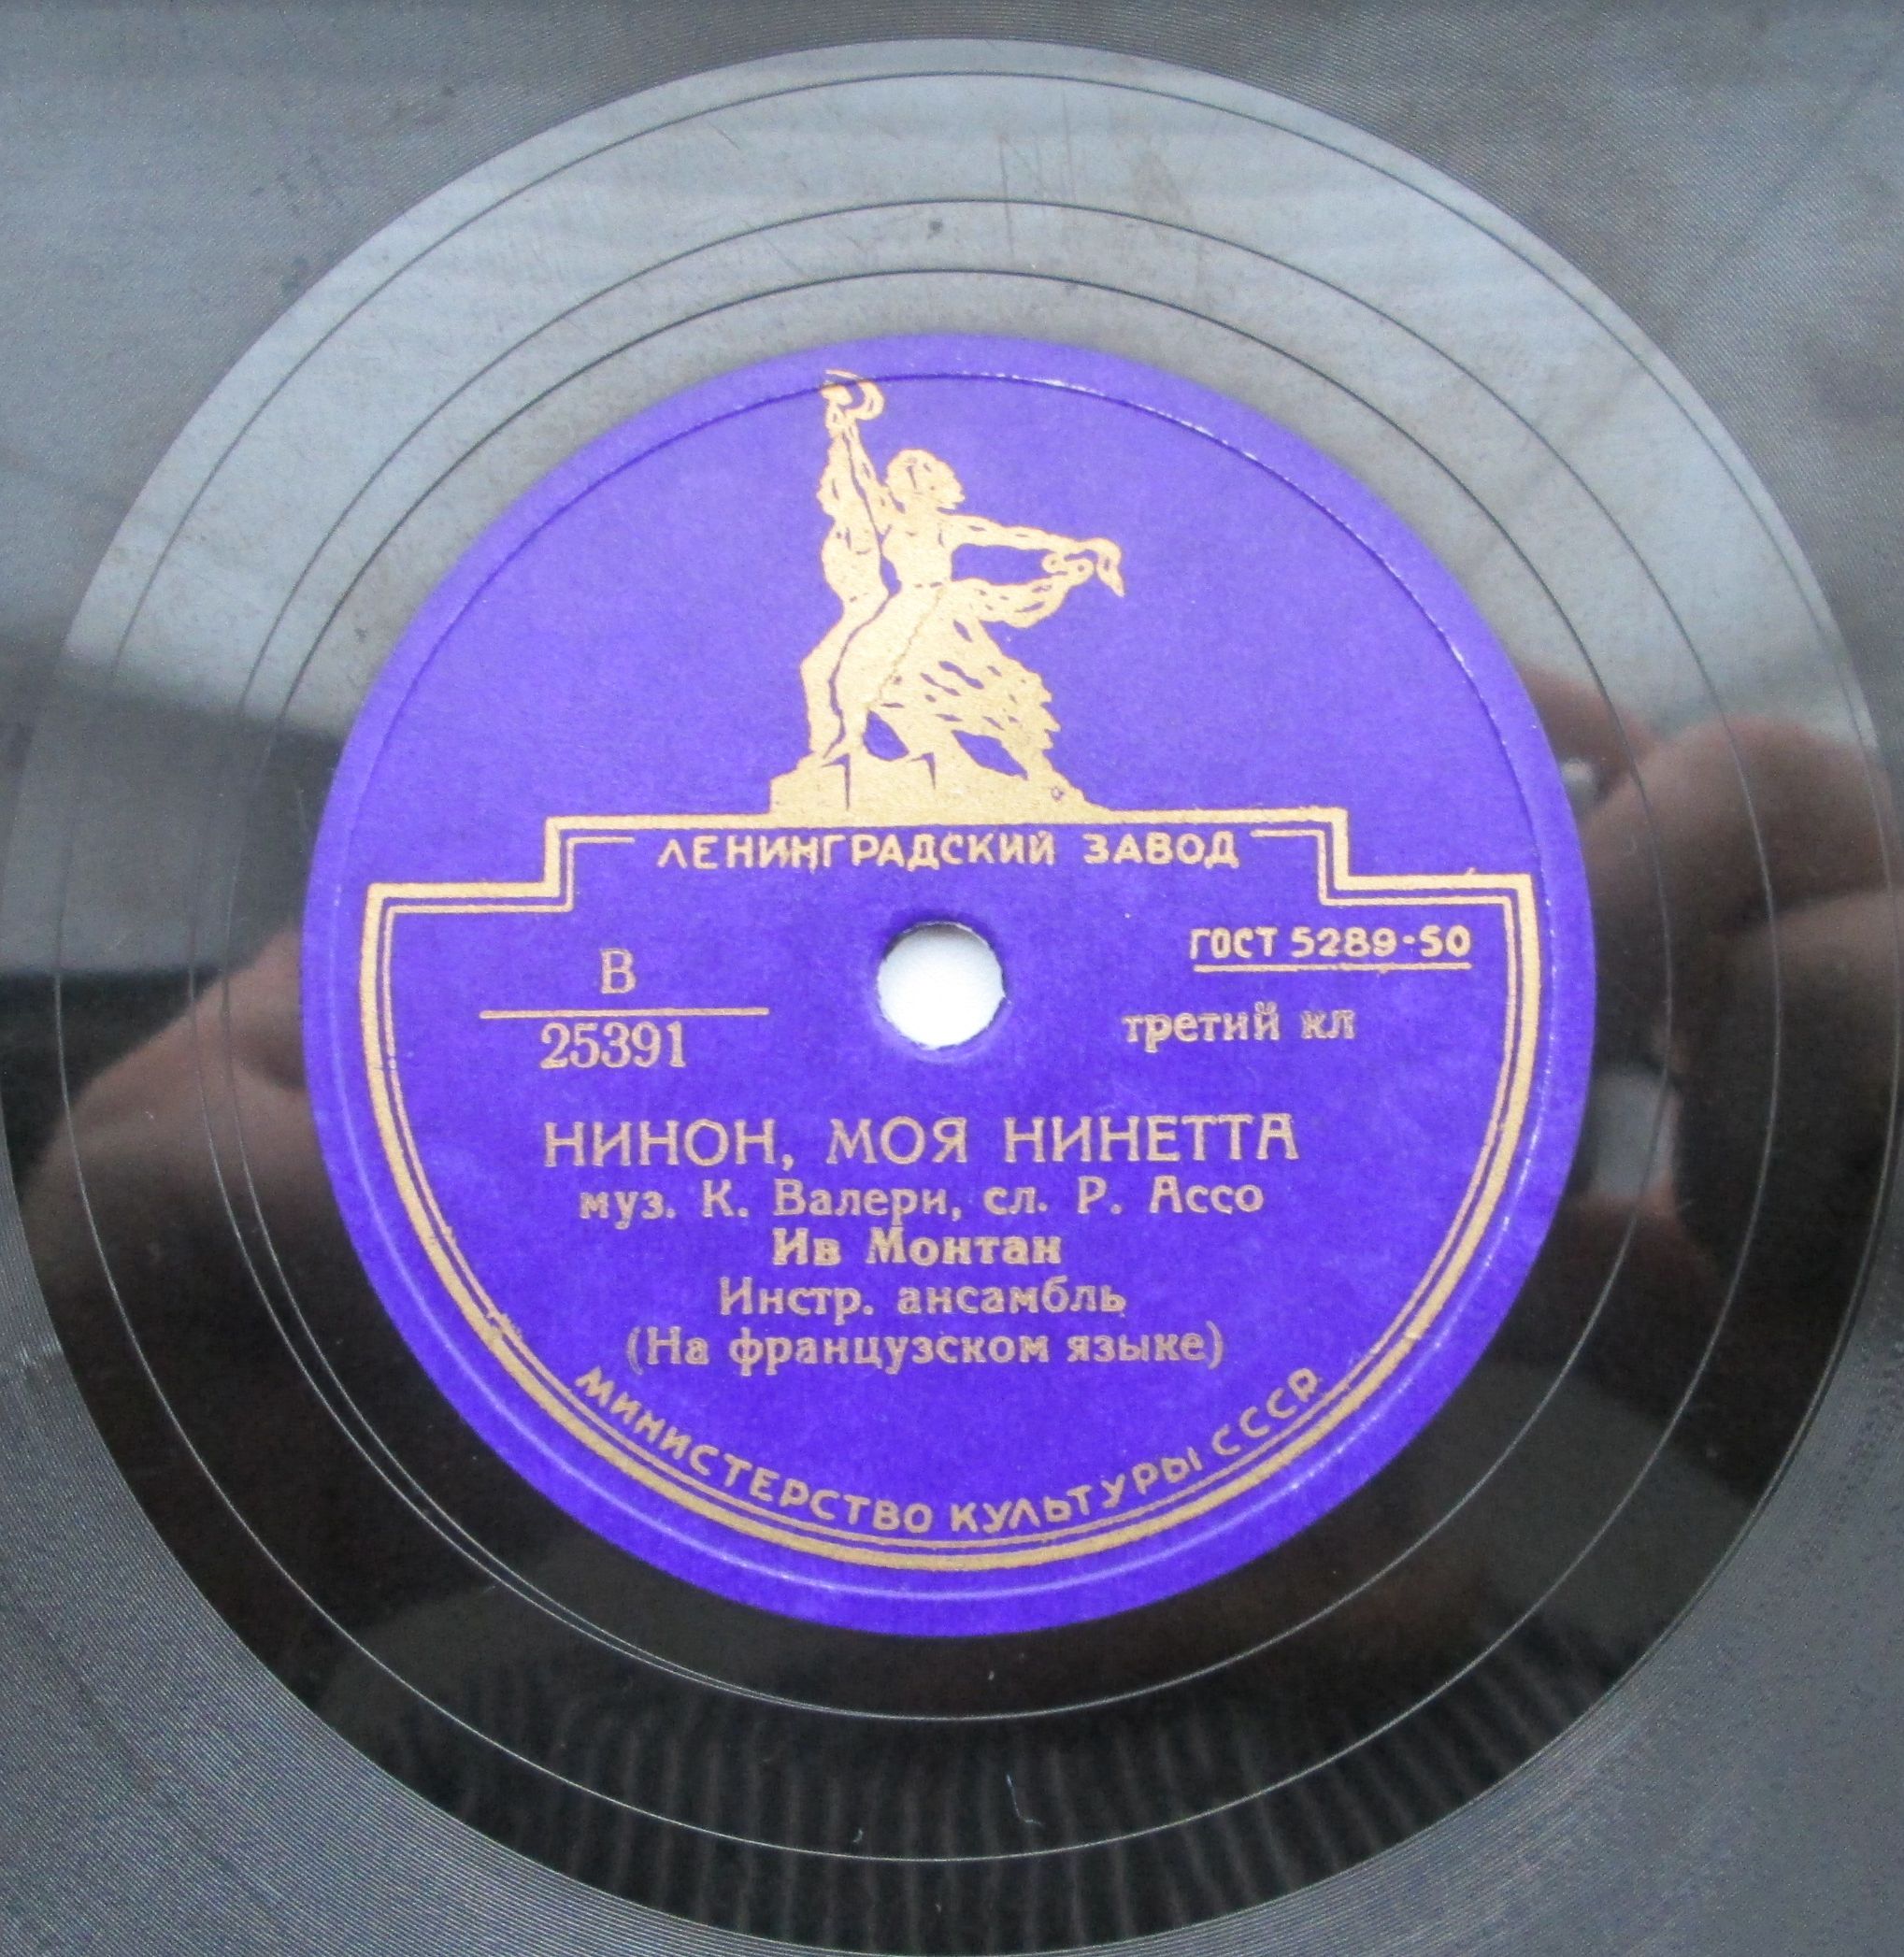 ЛЕНИНГРАДСКИЙ ЗАВОД
В
25391
ГОСТ 5289-50
третий кл
НИНОН, МОЯ НИНЕТТА
муз. К. Валери, сл. Р. Ассо
Ив Монтан
Инстр. ансамбль
(На французском языке)
МИНИСТЕРСТВО КУЛЬТУРЫ СССР